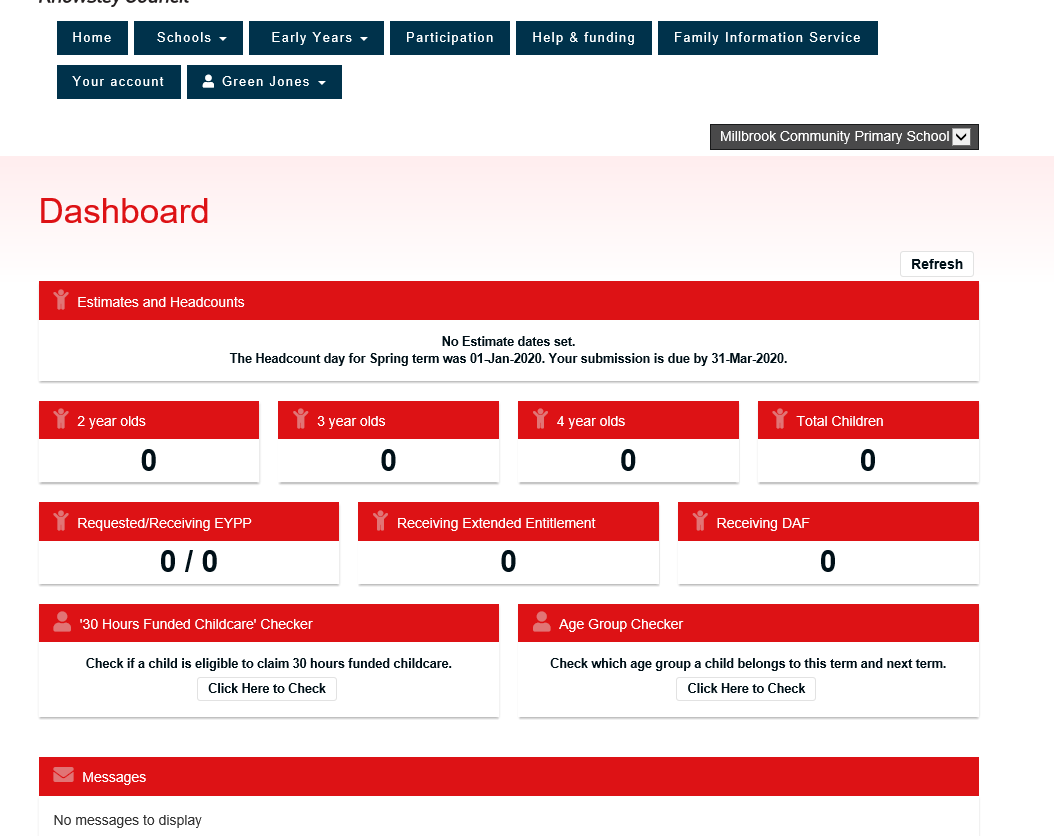 Knowsley Council
Home Schools Early Years Participation Help & funding Family Information Service
Your account Green Jones
Millbrook Community Primary School
Dashboard
Refresh
Estimates and Headcounts
No Estimate dates set.
The Headcount day for Spring term was 01-Jan-2020. Your submission is due by 31-Mar-2020.
2 year olds 3 year olds 4 year olds Total Children
0 0 0 0
Requested/Receiving EYPP Receiving Extended Entitlement Receiving DAF
0 / 0 0 0
'30 Hours Funded Childcare' Checker Age Group Checker
Check if a child is eligible to claim 30 hours funded childcare. Check which age group a child belongs to this term and next term.
Click Here to Check Click Here to Check
Messages
No messages to display